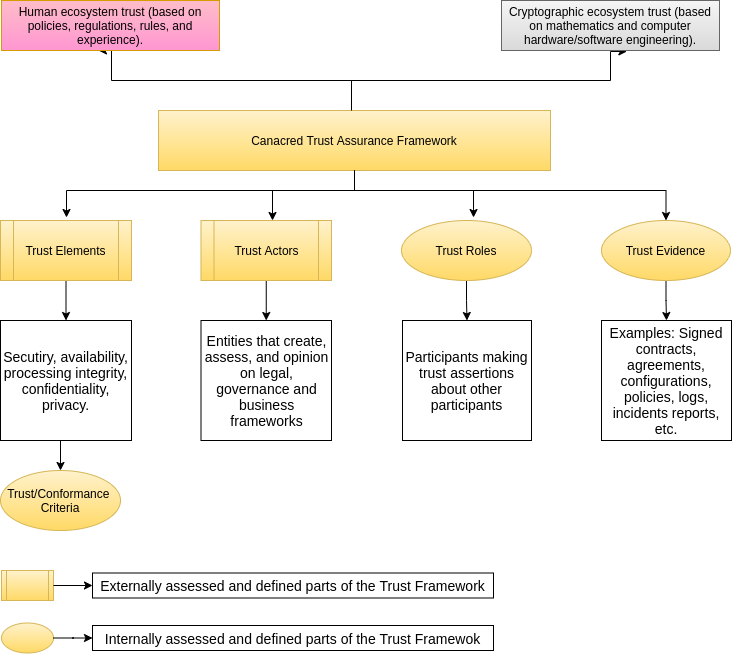 Human ecosystem trust (based on
policies, regulations, rules, and
experience).
Cryptographic ecosystem trust (based
on mathematics and computer
hardware/software engineering).
Canacred Trust Assurance Framework
Trust Elements
Trust Actors
Trust Roles
Trust Evidence
Secutiry, availability,
processing integrity,
confidentiality,
privacy.
Entities that create,
assess, and opinion
on legal,
governance and
business
frameworks
Participants making
trust assertions
about other
participants
Examples: Signed
contracts,
agreements,
configurations,
policies, logs,
incidents reports,
etc.
Trust/Conformance
Criteria
Externally assessed and defined parts of the Trust Framework
Internally assessed and defined parts of the Trust Framewok